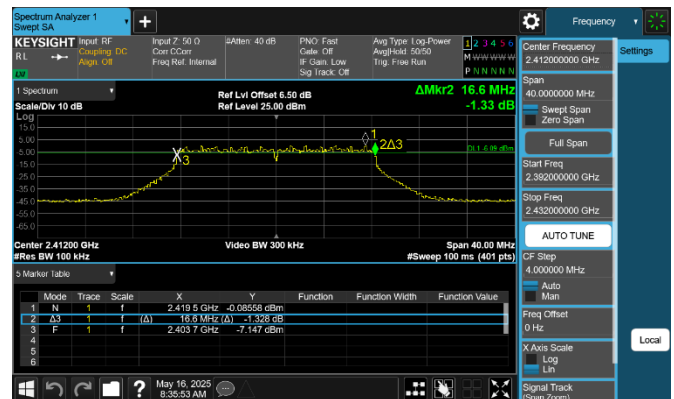 Spectrum Analyzer 1
Swept SA
Frequency
KEYSIGHT Input: RF Input Z: 50 Ω #Atten: 40 dB PNO: Fast Avg Type: Log-Power 1 2 3 4 5 6
RL Coupling: DC Corr CCorr Gate: Off Avg|Hold: 50/50 M W W W W W
Align: Off Freq Ref: Internal IF Gain: Low Trig: Free Run
LXI Sig Track: Off P N N N N N
1 Spectrum
Scale/Div 10 dB
Ref Lvl Offset 6.50 dB
Ref Level 25.00 dBm
ΔMkr2 16.6 MHz
-1.33 dB
Log
15.0
5.00
-5.00
-15.0
-25.0
-35.0
-45.0
-55.0
-65.0
1
2Δ3
3
DL1 -6.09 dBm
Center 2.41200 GHz Video BW 300 kHz Span 40.00 MHz
#Res BW 100 kHz #Sweep 100 ms (401 pts)
5 Marker Table
Mode Trace Scale X Y Function Function Width Function Value
1 N 1 f 2.419 5 GHz -0.08558 dBm
2 Δ3 1 f (Δ) 16.6 MHz (Δ) -1.328 dB
3 F 1 f 2.403 7 GHz -7.147 dBm
4
5
6
May 16, 2025
8:35:53 AM
Center Frequency
2.412000000 GHz
Span
40.0000000 MHz
Swept Span
Zero Span
Full Span
Start Freq
2.392000000 GHz
Stop Freq
2.432000000 GHz
AUTO TUNE
CF Step
4.000000 MHz
Auto
Man
Freq Offset
0 Hz
X Axis Scale
Log
Lin
Signal Track
(Span Zoom)
Settings
Local